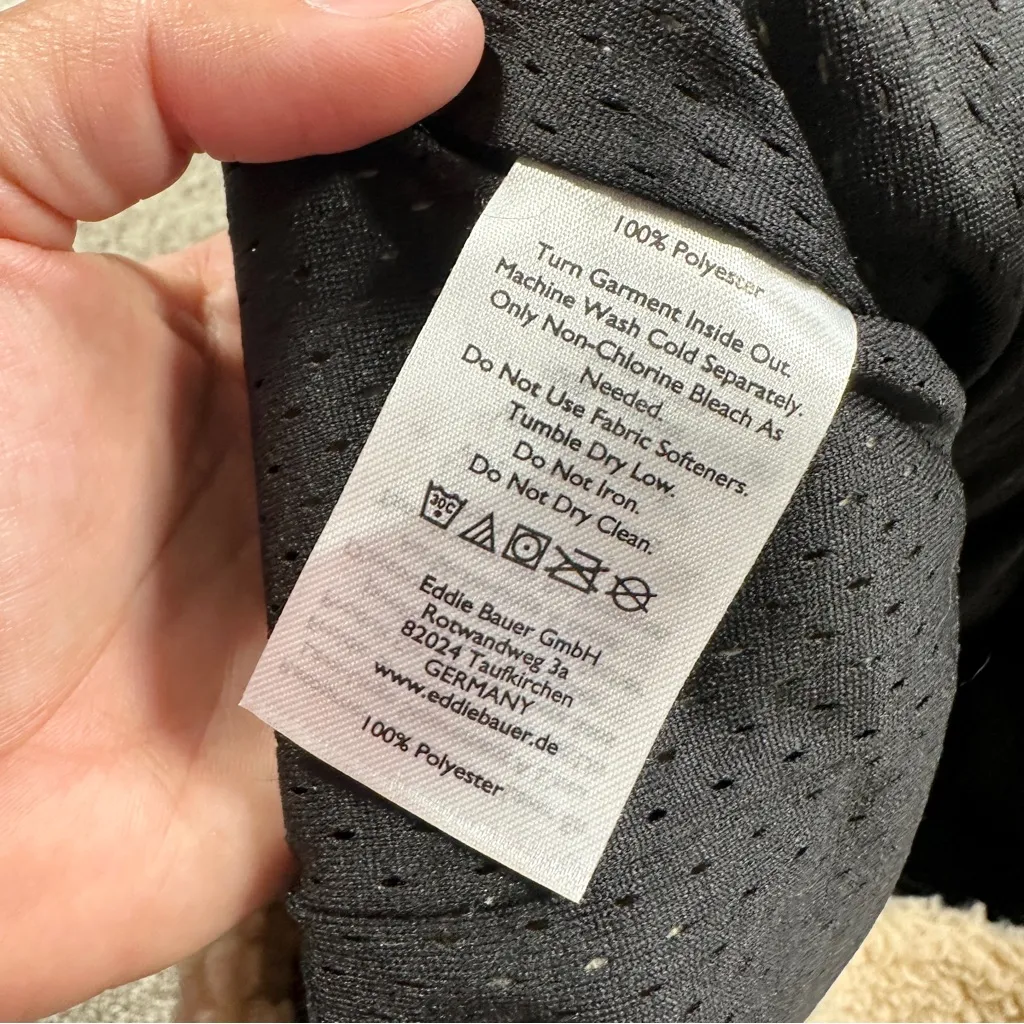 100% Polyester
Turn Garment Inside Out.
Machine Wash Cold Separately.
Only Non-Chlorine Bleach As
Needed.
Do Not Use Fabric Softeners.
Tumble Dry Low.
Do Not Iron.
Do Not Dry Clean.
30C
Eddie Bauer GmbH
Rotwandweg 3a
82024 Taufkirchen
GERMANY
www.eddiebauer.de
100% Polyester